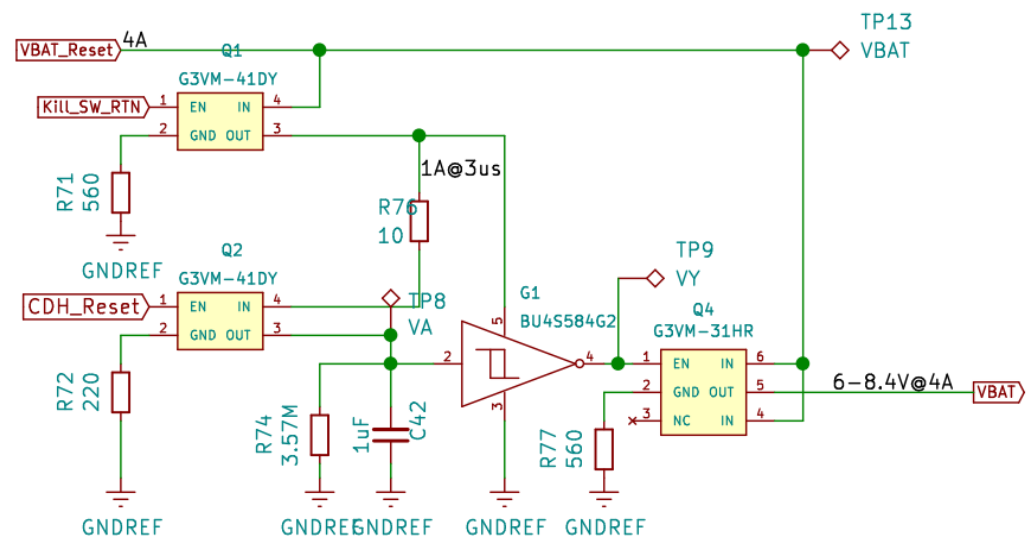 VBAT_Reset
4A
TP13
VBAT
Q1
G3VM-41DY
Kill_SW_RTN
1
EN
IN
4
2
GND
OUT
3
R71
560
GNDREF
1A@3us
R76
10
Q2
G3VM-41DY
CDH_Reset
1
EN
IN
4
2
GND
OUT
3
R72
220
GNDREF
TP8
VA
R74
3.57M
GNDREF
1uF
C42
GNDREF
G1
BU4S584G2
5
2
4
3
GNDREF
TP9
VY
Q4
G3VM-31HR
1
EN
IN
6
2
GND
OUT
5
3
NC
IN
4
R77
560
GNDREF
6-8.4V@4A
VBAT